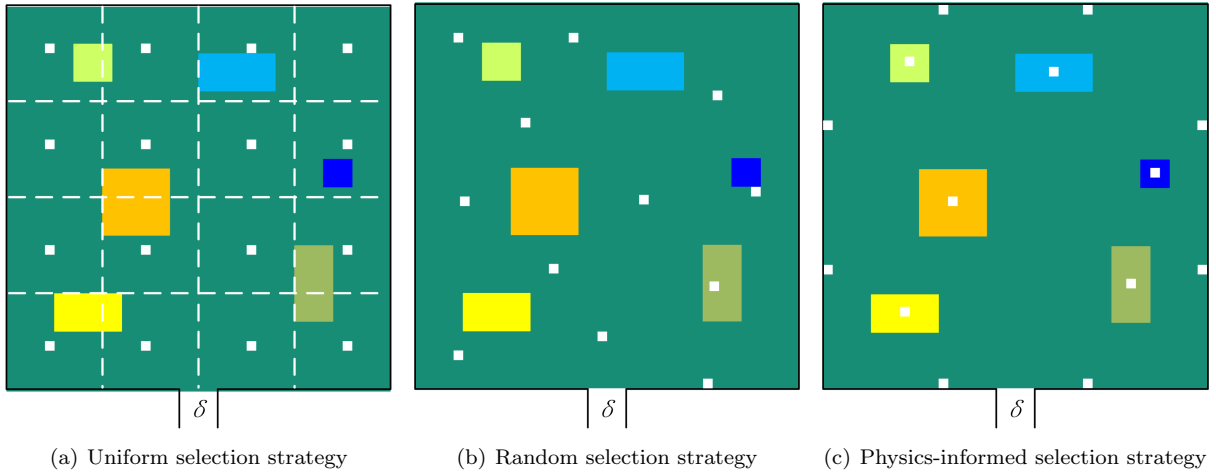 δ
δ
δ
(a) Uniform selection strategy
(b) Random selection strategy
(c) Physics-informed selection strategy